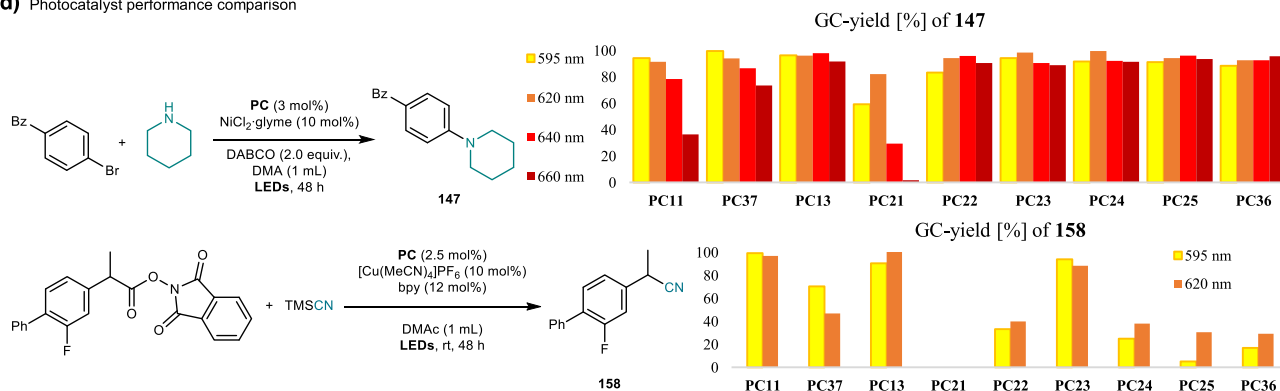 d) Photocatalyst performance comparison
GC-yield [%] of 147
Bz
Br
+
H
N
PC (3 mol%)
NiCl2·glyme (10 mol%)
DABCO (2.0 equiv.),
DMA (1 mL)
LEDs, 48 h
Bz
N
147
595 nm
620 nm
640 nm
660 nm
100
80
60
40
20
0
PC11 PC37 PC13 PC21 PC22 PC23 PC24 PC25 PC36
GC-yield [%] of 158
Ph
F
O
O
N
O
O
+
TMSCN
PC (2.5 mol%)
[Cu(MeCN)4]PF6 (10 mol%)
bpy (12 mol%)
DMAc (1 mL)
LEDs, rt, 48 h
Ph
F
CN
158
100
80
60
40
20
0
595 nm
620 nm
PC11 PC37 PC13 PC21 PC22 PC23 PC24 PC25 PC36